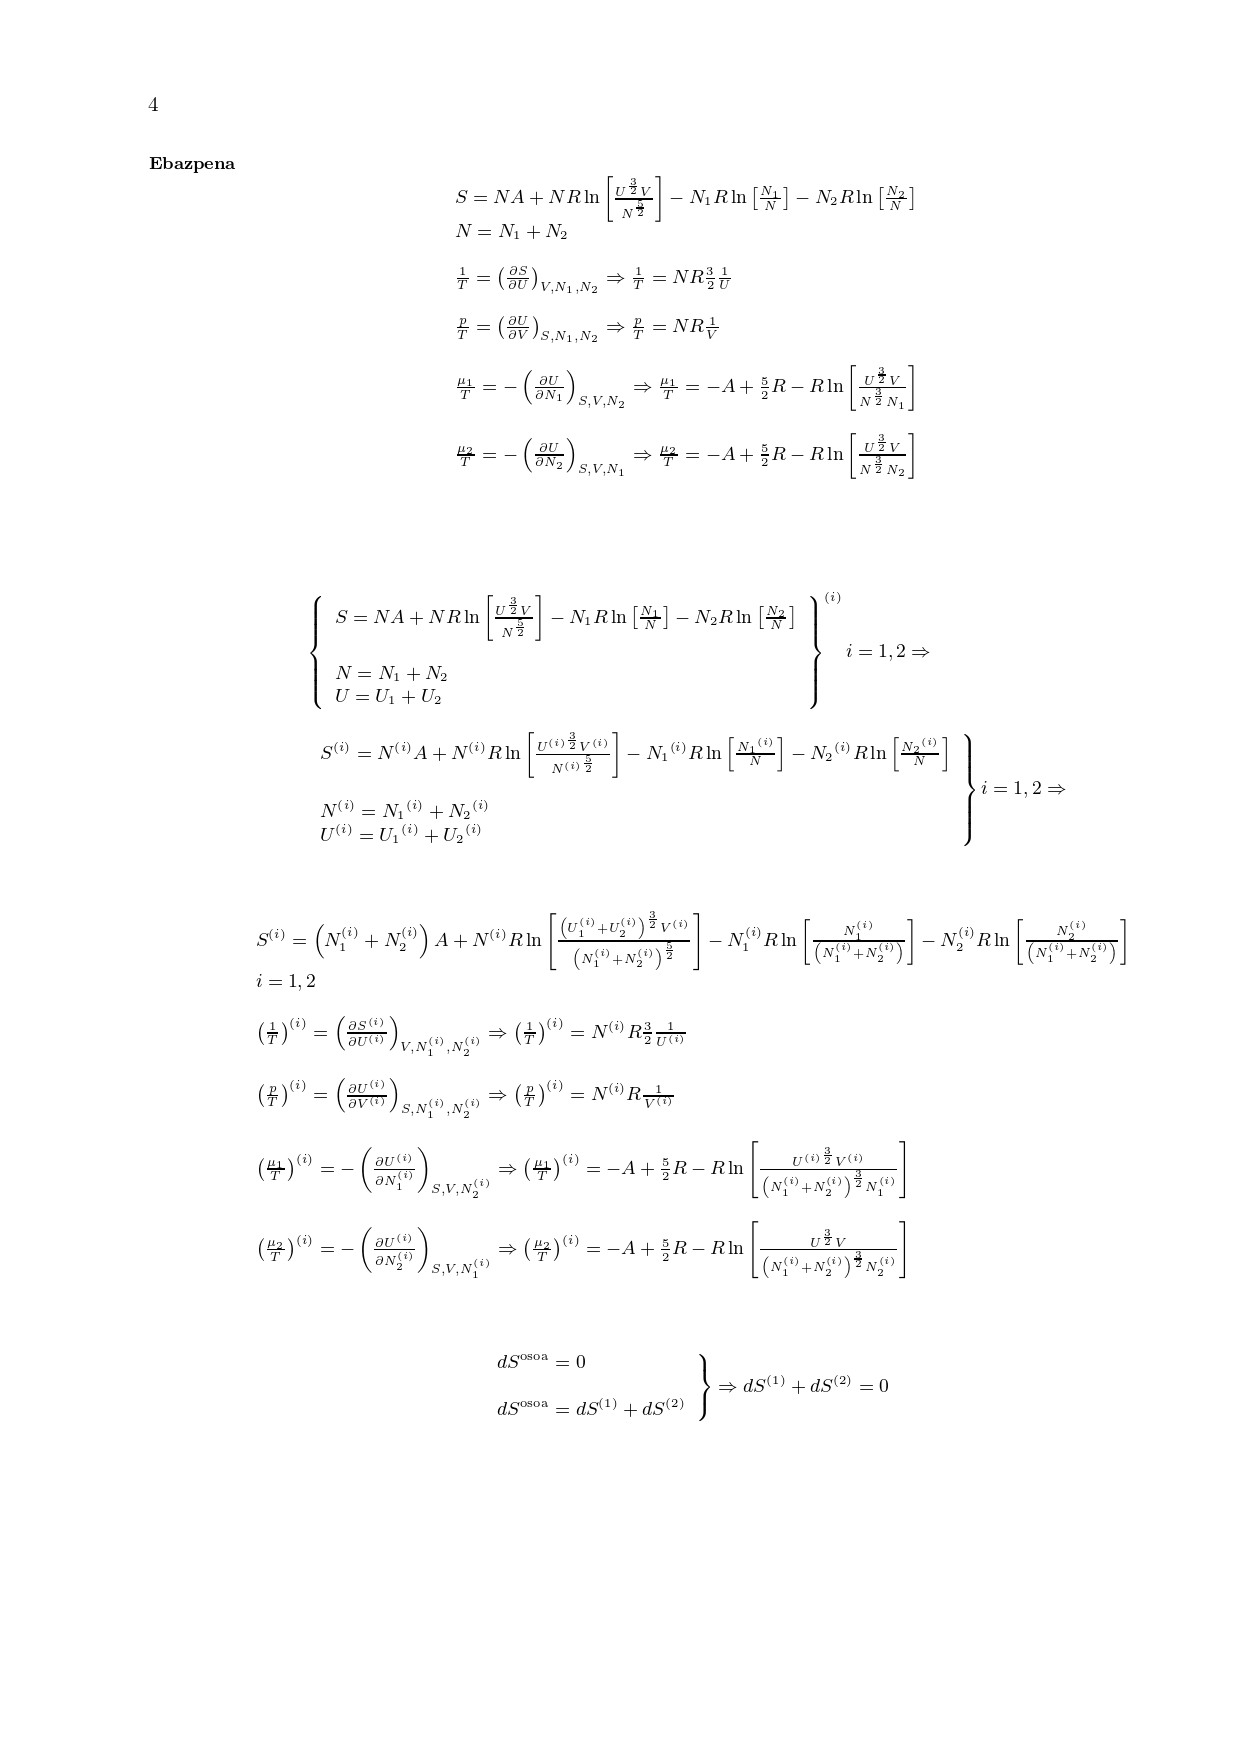 4
Ebazpena
$S = NA + NR \ln \left[ \frac{U^{\frac{3}{2}} V}{N^{\frac{5}{2}}} \right] - N_1 R \ln \left[ \frac{N_1}{N} \right] - N_2 R \ln \left[ \frac{N_2}{N} \right]$
$N = N_1 + N_2$
$\frac{1}{T} = \left( \frac{\partial S}{\partial U} \right)_{V,N_1,N_2} \Rightarrow \frac{1}{T} = NR \frac{3}{2} \frac{1}{U}$
$\frac{p}{T} = \left( \frac{\partial U}{\partial V} \right)_{S,N_1,N_2} \Rightarrow \frac{p}{T} = NR \frac{1}{V}$
$\frac{\mu_1}{T} = - \left( \frac{\partial U}{\partial N_1} \right)_{S,V,N_2} \Rightarrow \frac{\mu_1}{T} = -A + \frac{5}{2} R - R \ln \left[ \frac{U^{\frac{3}{2}} V}{N^{\frac{3}{2}} N_1} \right]$
$\frac{\mu_2}{T} = - \left( \frac{\partial U}{\partial N_2} \right)_{S,V,N_1} \Rightarrow \frac{\mu_2}{T} = -A + \frac{5}{2} R - R \ln \left[ \frac{U^{\frac{3}{2}} V}{N^{\frac{3}{2}} N_2} \right]$
$\left\{ \begin{array}{l} S = NA + NR \ln \left[ \frac{U^{\frac{3}{2}} V}{N^{\frac{5}{2}}} \right] - N_1 R \ln \left[ \frac{N_1}{N} \right] - N_2 R \ln \left[ \frac{N_2}{N} \right] \\ N = N_1 + N_2 \\ U = U_1 + U_2 \end{array} \right\}^{(i)} i = 1, 2 \Rightarrow$
$\left. \begin{array}{l} S^{(i)} = N^{(i)} A + N^{(i)} R \ln \left[ \frac{U^{(i)\frac{3}{2}} V^{(i)}}{N^{(i)\frac{5}{2}}} \right] - N_1{}^{(i)} R \ln \left[ \frac{N_1{}^{(i)}}{N} \right] - N_2{}^{(i)} R \ln \left[ \frac{N_2{}^{(i)}}{N} \right] \\ N^{(i)} = N_1{}^{(i)} + N_2{}^{(i)} \\ U^{(i)} = U_1{}^{(i)} + U_2{}^{(i)} \end{array} \right\} i = 1, 2 \Rightarrow$
$S^{(i)} = \left( N_1^{(i)} + N_2^{(i)} \right) A + N^{(i)} R \ln \left[ \frac{\left( U_1^{(i)} + U_2^{(i)} \right)^{\frac{3}{2}} V^{(i)}}{\left( N_1^{(i)} + N_2^{(i)} \right)^{\frac{5}{2}}} \right] - N_1^{(i)} R \ln \left[ \frac{N_1^{(i)}}{\left( N_1^{(i)} + N_2^{(i)} \right)} \right] - N_2^{(i)} R \ln \left[ \frac{N_2^{(i)}}{\left( N_1^{(i)} + N_2^{(i)} \right)} \right]$
$i = 1, 2$
$\left( \frac{1}{T} \right)^{(i)} = \left( \frac{\partial S^{(i)}}{\partial U^{(i)}} \right)_{V,N_1^{(i)},N_2^{(i)}} \Rightarrow \left( \frac{1}{T} \right)^{(i)} = N^{(i)} R \frac{3}{2} \frac{1}{U^{(i)}}$
$\left( \frac{p}{T} \right)^{(i)} = \left( \frac{\partial U^{(i)}}{\partial V^{(i)}} \right)_{S,N_1^{(i)},N_2^{(i)}} \Rightarrow \left( \frac{p}{T} \right)^{(i)} = N^{(i)} R \frac{1}{V^{(i)}}$
$\left( \frac{\mu_1}{T} \right)^{(i)} = - \left( \frac{\partial U^{(i)}}{\partial N_1^{(i)}} \right)_{S,V,N_2^{(i)}} \Rightarrow \left( \frac{\mu_1}{T} \right)^{(i)} = -A + \frac{5}{2} R - R \ln \left[ \frac{U^{(i)\frac{3}{2}} V^{(i)}}{\left( N_1^{(i)} + N_2^{(i)} \right)^{\frac{3}{2}} N_1^{(i)}} \right]$
$\left( \frac{\mu_2}{T} \right)^{(i)} = - \left( \frac{\partial U^{(i)}}{\partial N_2^{(i)}} \right)_{S,V,N_1^{(i)}} \Rightarrow \left( \frac{\mu_2}{T} \right)^{(i)} = -A + \frac{5}{2} R - R \ln \left[ \frac{U^{\frac{3}{2}} V}{\left( N_1^{(i)} + N_2^{(i)} \right)^{\frac{3}{2}} N_2^{(i)}} \right]$
$\left. \begin{array}{l} dS^{\text{osoa}} = 0 \\ dS^{\text{osoa}} = dS^{(1)} + dS^{(2)} \end{array} \right\} \Rightarrow dS^{(1)} + dS^{(2)} = 0$